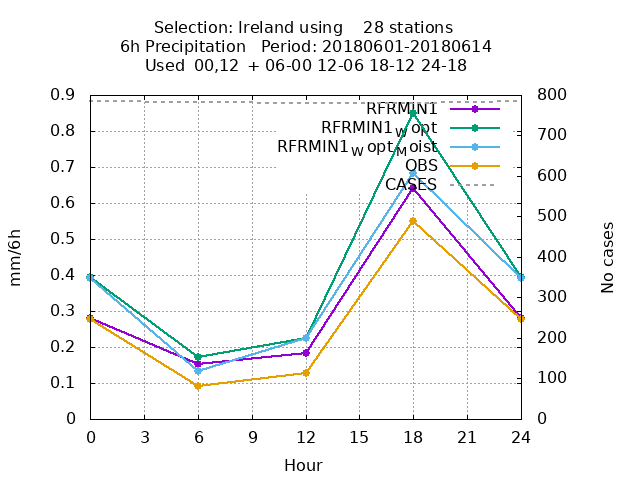 Selection: Ireland using 28 stations
6h Precipitation Period: 20180601-20180614
Used 00,12 + 06-00 12-06 18-12 24-18
0.9
0.8
0.7
0.6
0.5
0.4
0.3
0.2
0.1
0
mm/6h
RFRMIN1
RFRMIN1_W opt
RFRMIN1_W opt_M oist
OBS
CASES
800
700
600
500
400
300
200
100
0
No cases
0 3 6 9 12 15 18 21 24
Hour